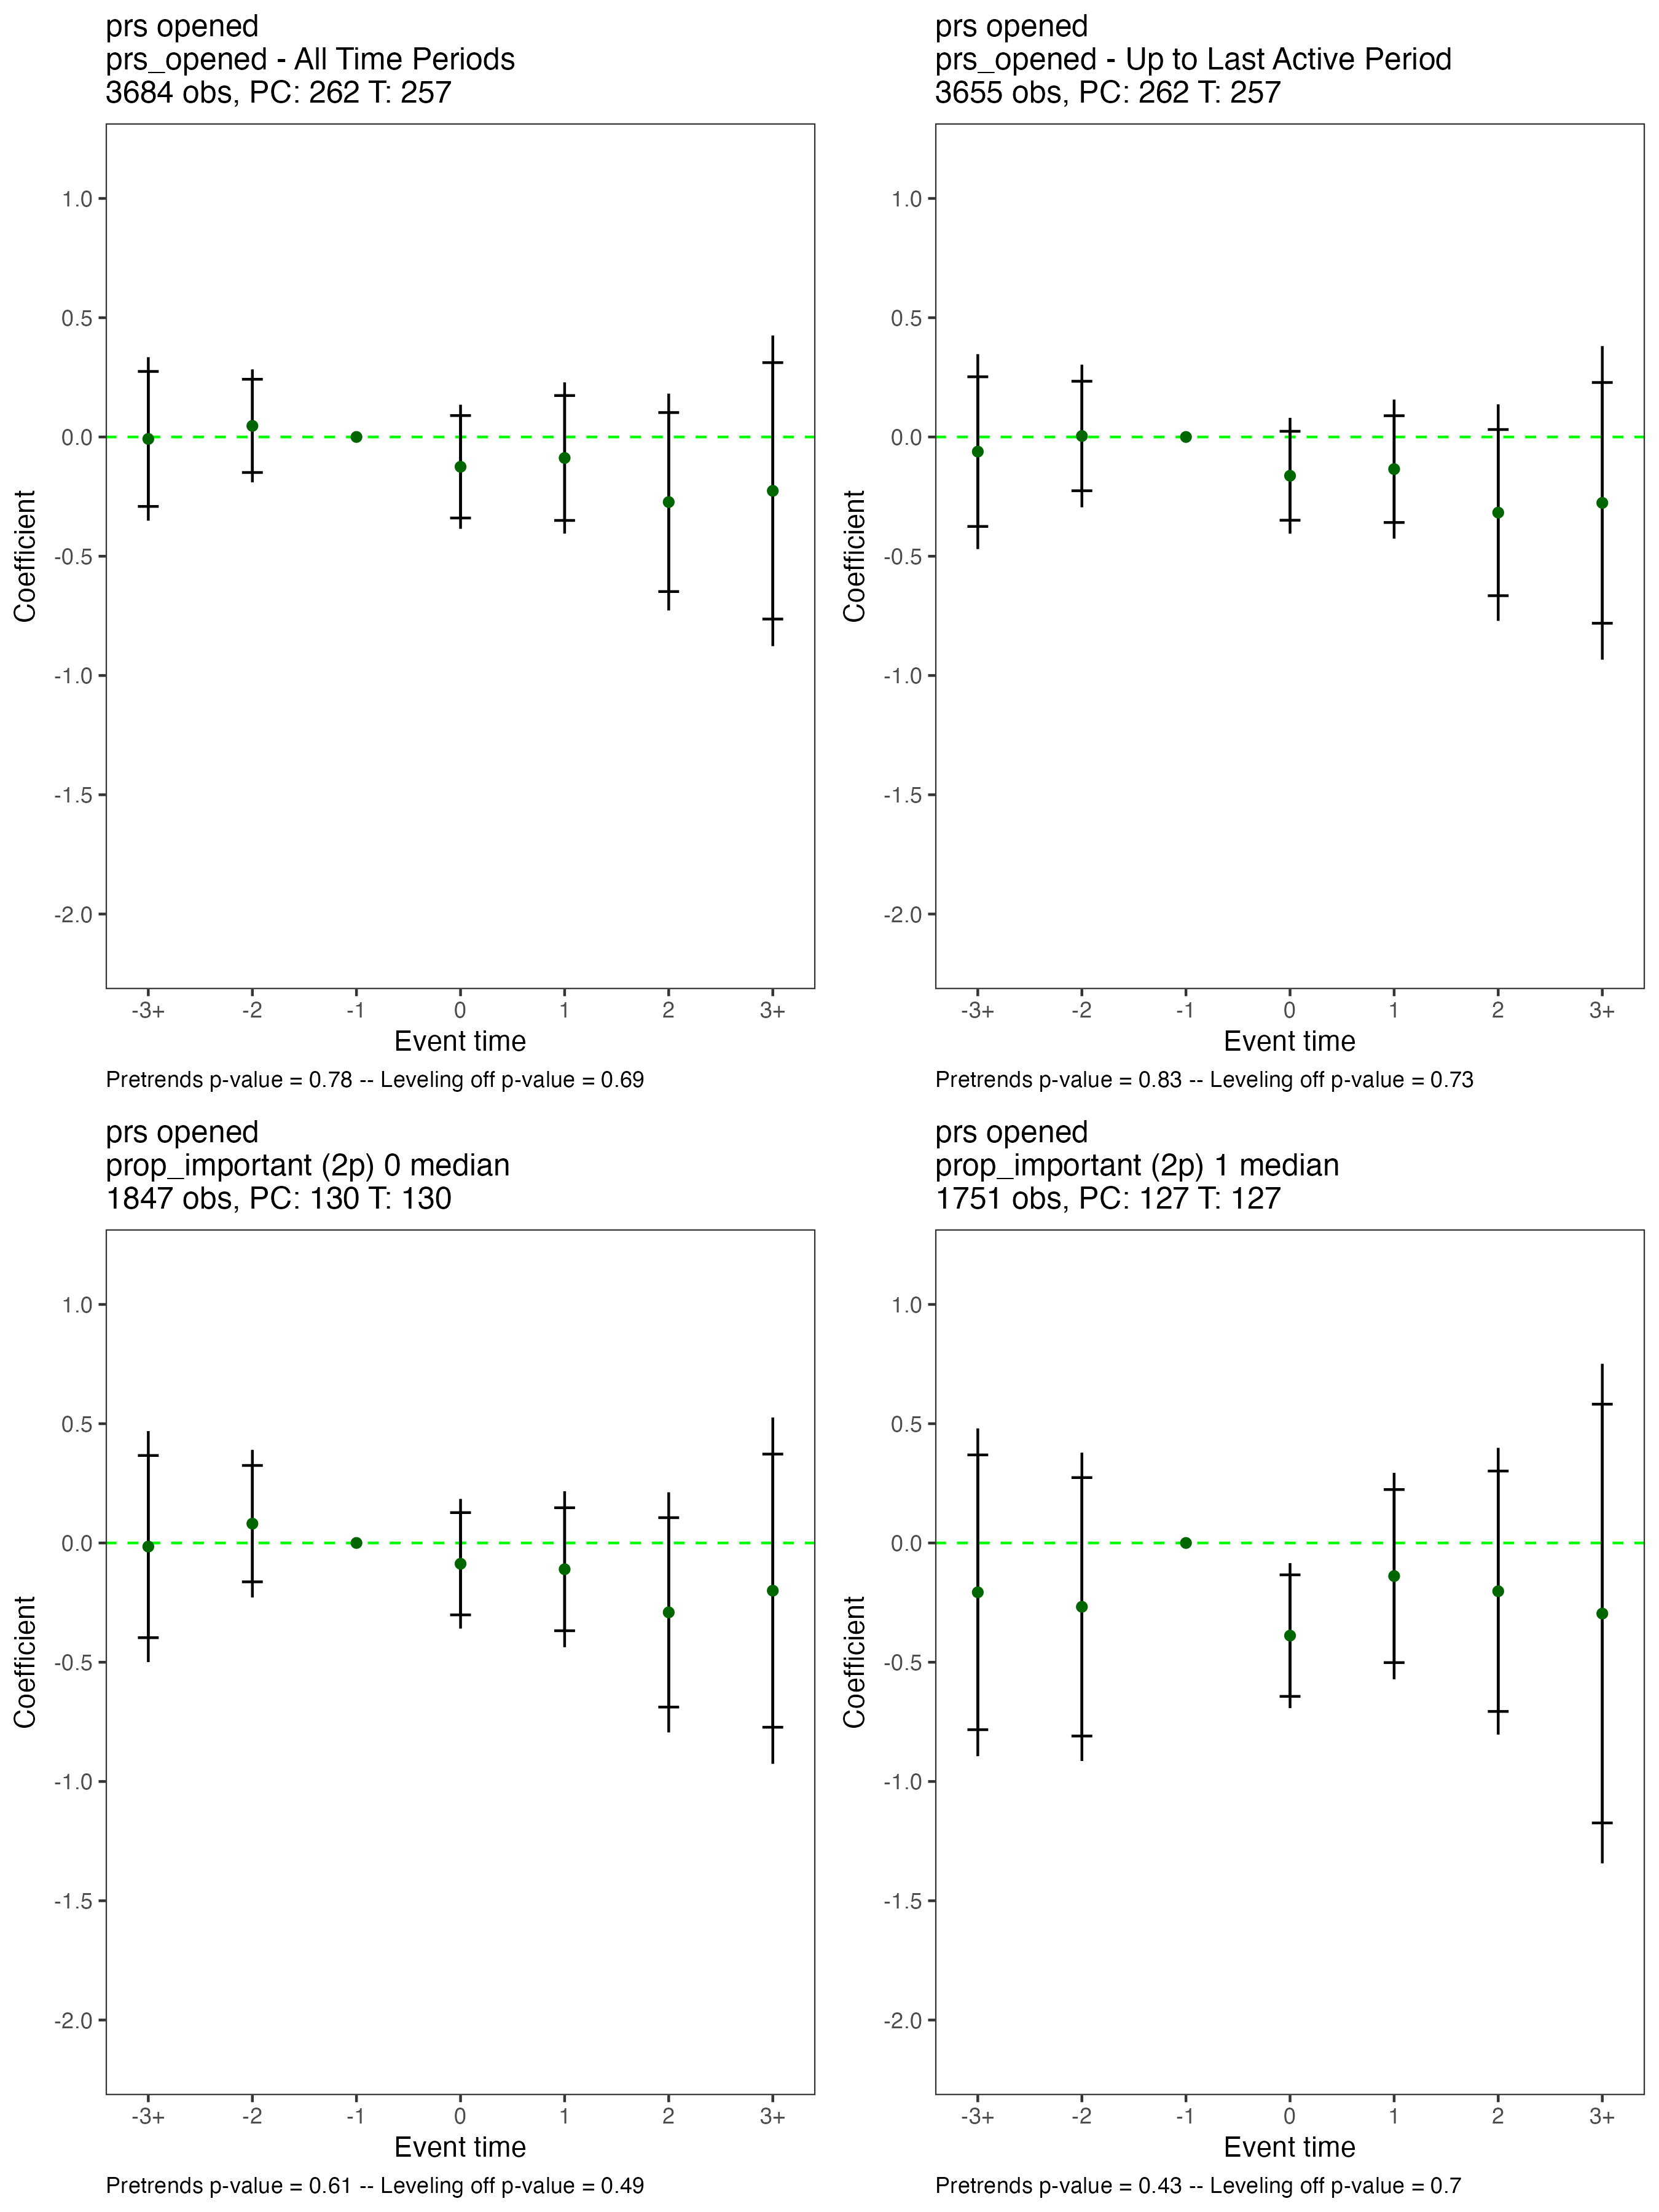 prs opened
prs_opened - All Time Periods
3684 obs, PC: 262 T: 257
Coefficient
1.0
0.5
0.0
-0.5
-1.0
-1.5
-2.0
-3+ -2 -1 0 1 2 3+
Event time
Pretrends p-value = 0.78 -- Leveling off p-value = 0.69
prs opened
prs_opened - Up to Last Active Period
3655 obs, PC: 262 T: 257
Coefficient
1.0
0.5
0.0
-0.5
-1.0
-1.5
-2.0
-3+ -2 -1 0 1 2 3+
Event time
Pretrends p-value = 0.83 -- Leveling off p-value = 0.73
prs opened
prop_important (2p) 0 median
1847 obs, PC: 130 T: 130
Coefficient
1.0
0.5
0.0
-0.5
-1.0
-1.5
-2.0
-3+ -2 -1 0 1 2 3+
Event time
Pretrends p-value = 0.61 -- Leveling off p-value = 0.49
prs opened
prop_important (2p) 1 median
1751 obs, PC: 127 T: 127
Coefficient
1.0
0.5
0.0
-0.5
-1.0
-1.5
-2.0
-3+ -2 -1 0 1 2 3+
Event time
Pretrends p-value = 0.43 -- Leveling off p-value = 0.7